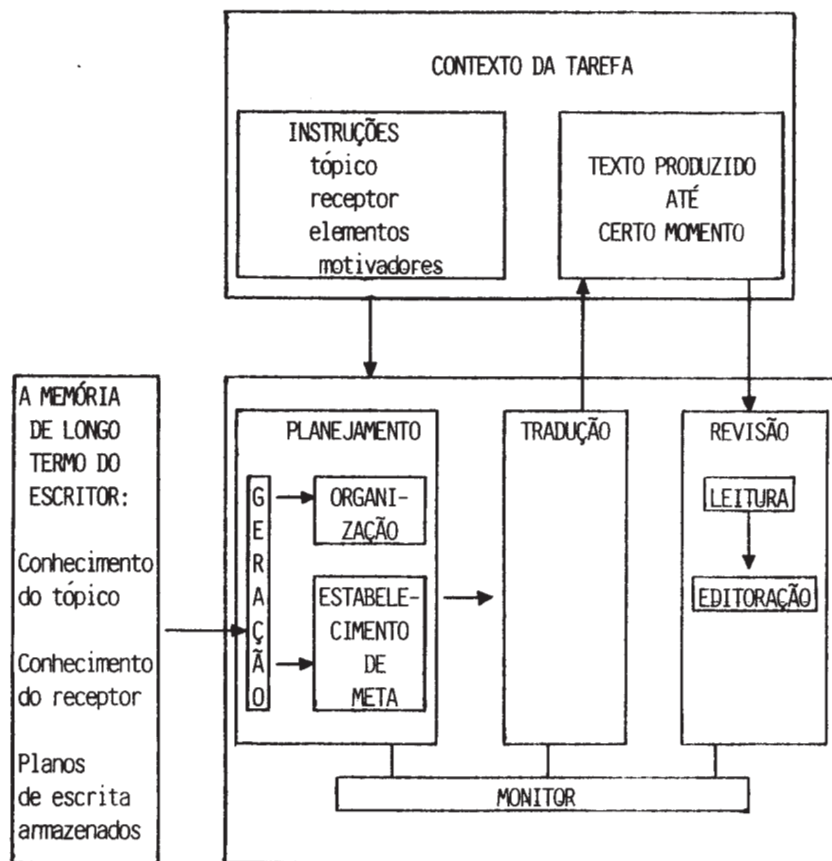 CONTEXTO DA TAREFA
INSTRUÇÕES
tópico
receptor
elementos
motivadores
TEXTO PRODUZIDO
ATÉ
CERTO MOMENTO
A MEMÓRIA
DE LONGO
TERMO DO
ESCRITOR:
Conhecimento
do tópico
Conhecimento
do receptor
Planos
de escrita
armazenados
PLANEJAMENTO
GERAÇÃO
ORGANI-
ZAÇÃO
ESTABELE-
CIMENTO
DE
META
TRADUÇÃO
REVISÃO
LEITURA
EDITORAÇÃO
MONITOR